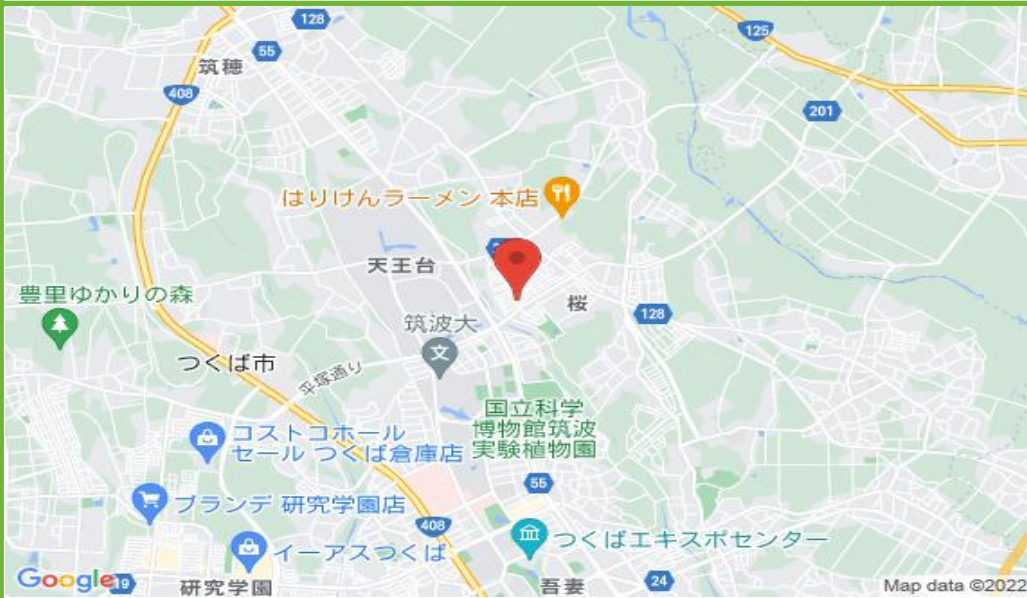 128
125
55
筑穂
408
201
はりけんラーメン 本店
天王台
豊里ゆかりの森
桜
128
筑波大
文
つくば市
平塚通り
国立科学
博物館筑波
実験植物園
コストコホール
セール つくば倉庫店
55
ブランデ 研究学園店
408
つくばエキスポセンター
イーアスつくば
Google
19
研究学園
吾妻
24
Map data ©2022